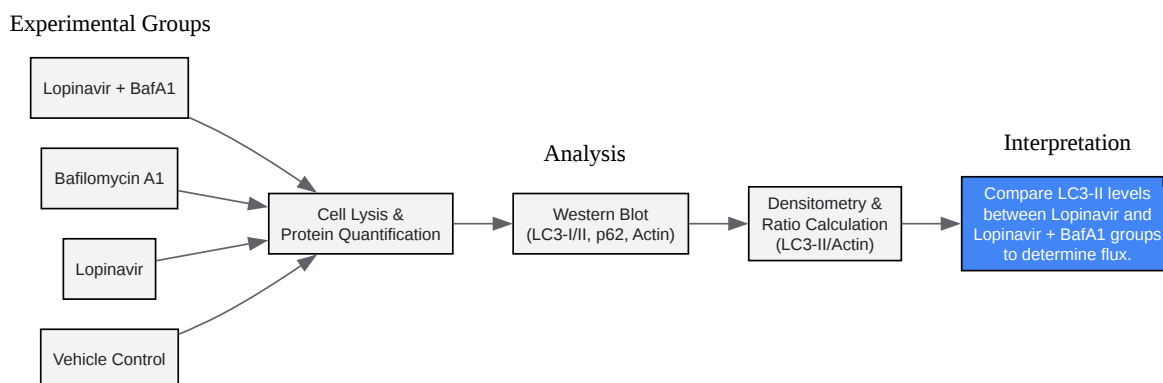 Experimental Groups
Lopinavir + BafA1
Bafilomycin A1
Lopinavir
Vehicle Control
Cell Lysis &
Protein Quantification
Analysis
Western Blot
(LC3-I/II, p62, Actin)
Densitometry &
Ratio Calculation
(LC3-II/Actin)
Interpretation
Compare LC3-II levels
between Lopinavir and
Lopinavir + BafA1 groups
to determine flux.